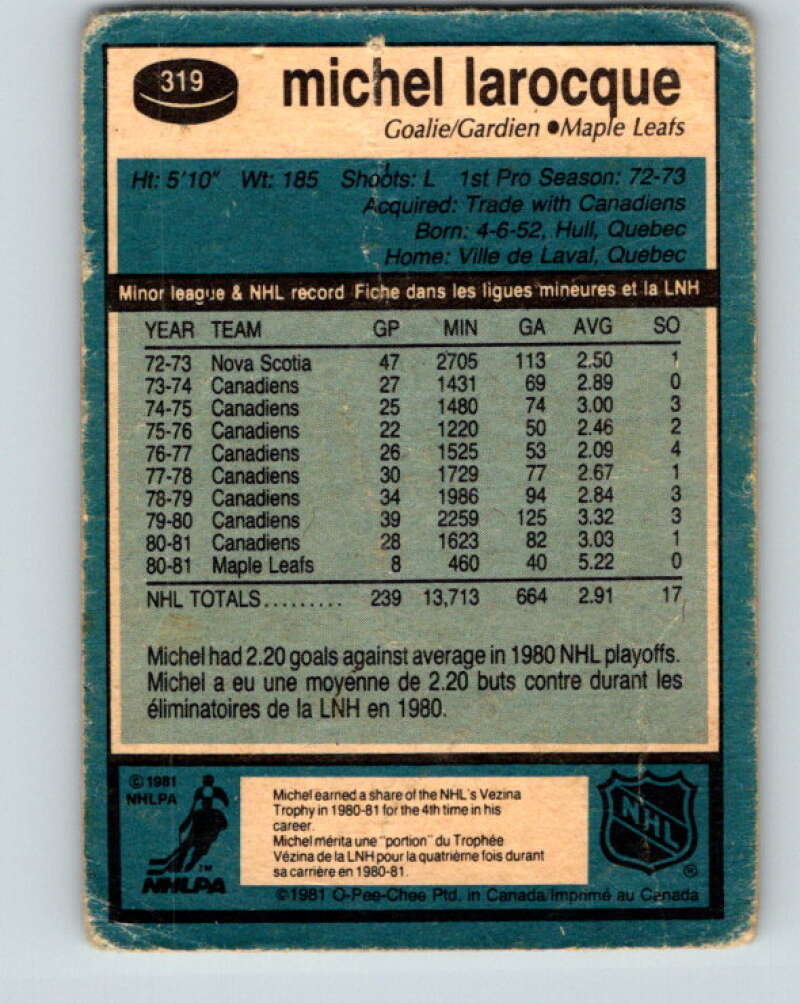 319
michel larocque
Goalie/Gardien ●Maple Leafs
Ht: 5'10" Wt: 185 Shoots: L 1st Pro Season: 72-73
Acquired: Trade with Canadiens
Born: 4-6-52, Hull, Quebec
Home: Ville de Laval, Quebec
Minor league & NHL record Fiche dans les ligues mineures et la LNH
YEAR TEAM GP MIN GA AVG SO
72-73 Nova Scotia 47 2705 113 2.50 1
73-74 Canadiens 27 1431 69 2.89 0
74-75 Canadiens 25 1480 74 3.00 3
75-76 Canadiens 22 1220 50 2.46 2
76-77 Canadiens 26 1525 53 2.09 4
77-78 Canadiens 30 1729 77 2.67 1
78-79 Canadiens 34 1986 94 2.84 3
79-80 Canadiens 39 2259 125 3.32 3
80-81 Canadiens 28 1623 82 3.03 1
80-81 Maple Leafs 8 460 40 5.22 0
NHL TOTALS......... 239 13,713 664 2.91 17
Michel had 2.20 goals against average in 1980 NHL playoffs.
Michel a eu une moyenne de 2.20 buts contre durant les
éliminatoires de la LNH en 1980.
© 1981
NHLPA
Michel earned a share of the NHL's Vezina
Trophy in 1980-81 for the 4th time in his
career.
Michel mérita une "portion" du Trophée
Vézina de la LNH pour la quatrième fois durant
sa carrière en 1980-81.
TM
NHLPA
NHL
®
©1981 O-Pee-Chee Ptd. in Canada/Imprimé au Canada